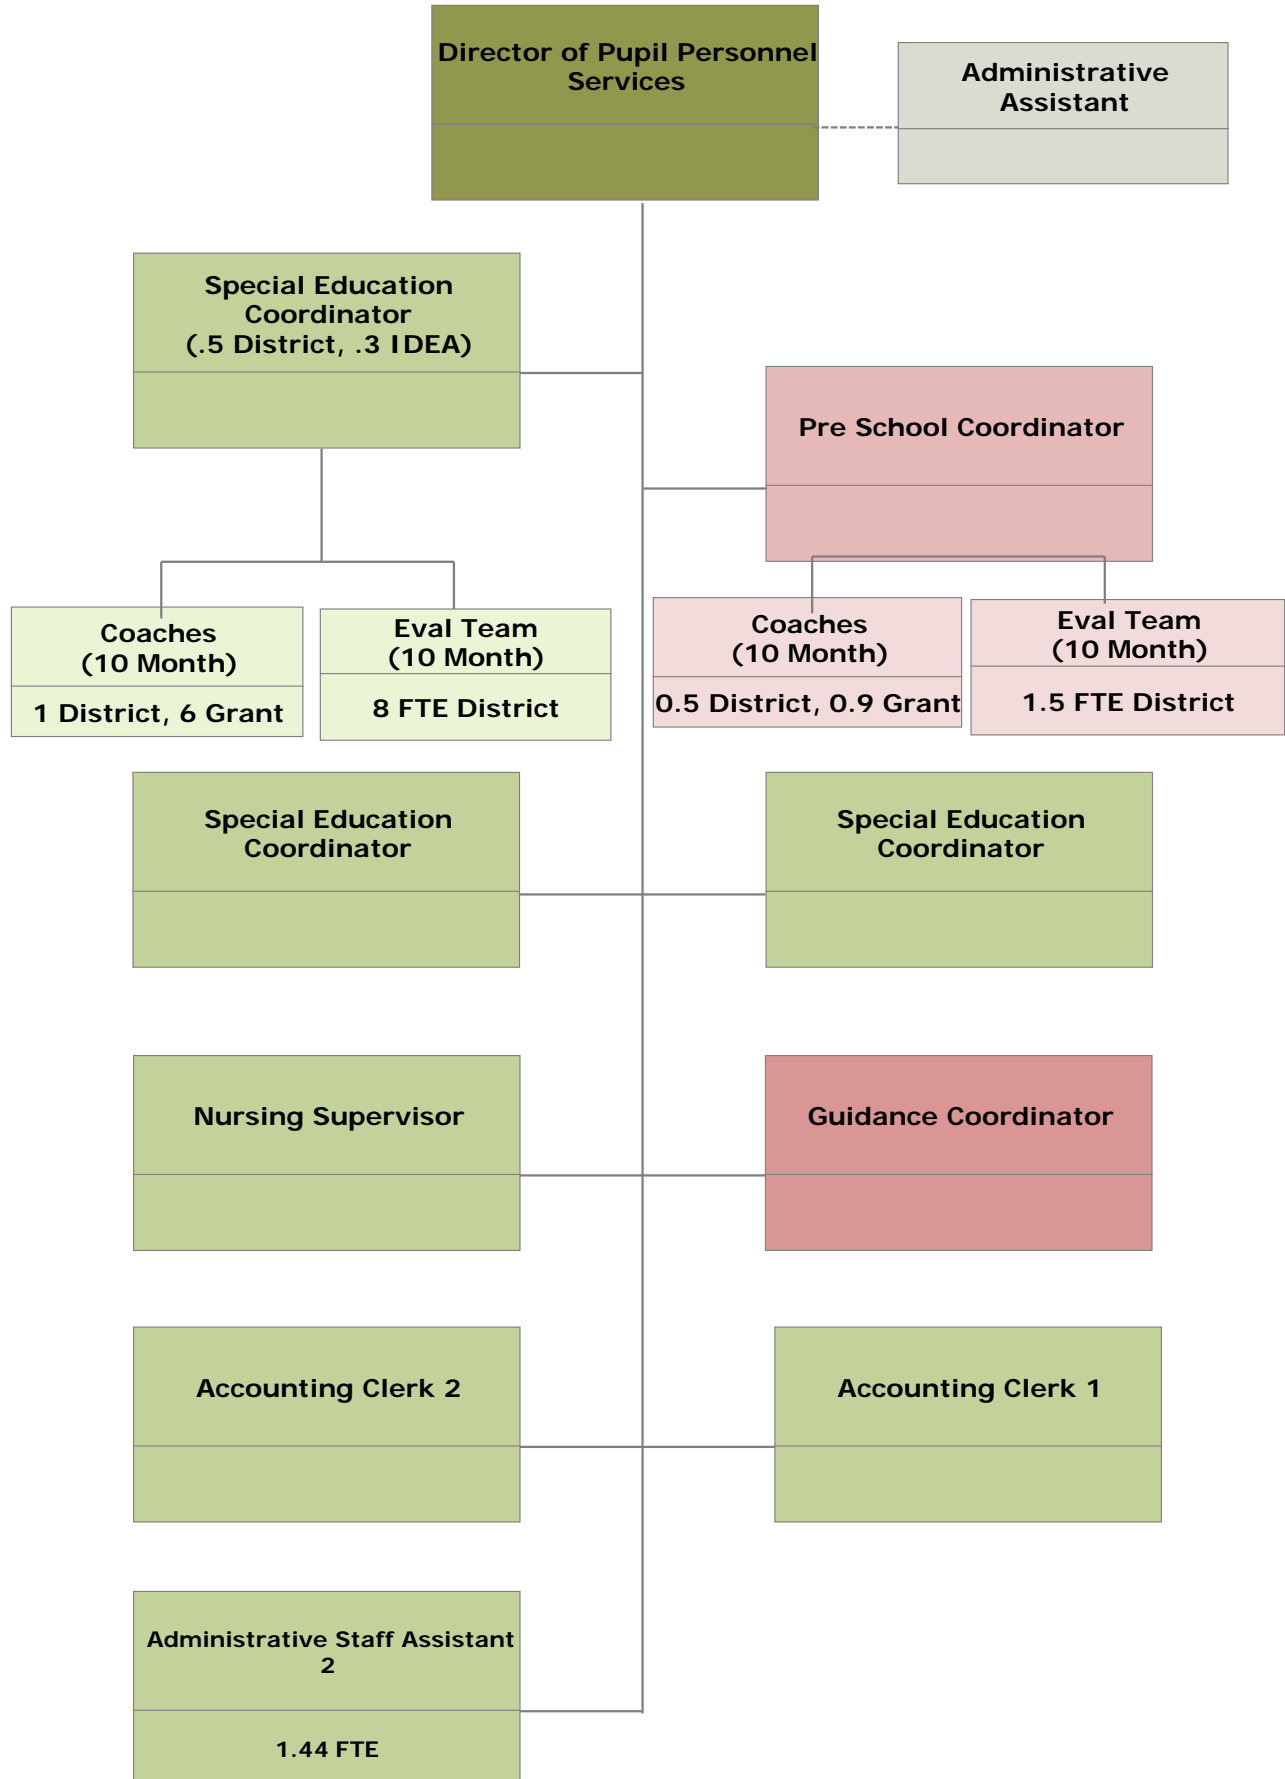 Director of Pupil Personnel
Services
Administrative
Assistant
Special Education
Coordinator
(.5 District, .3 IDEA)
Pre School Coordinator
Coaches
(10 Month)
1 District, 6 Grant
Eval Team
(10 Month)
8 FTE District
Coaches
(10 Month)
0.5 District, 0.9 Grant
Eval Team
(10 Month)
1.5 FTE District
Special Education
Coordinator
Special Education
Coordinator
Nursing Supervisor
Guidance Coordinator
Accounting Clerk 2
Accounting Clerk 1
Administrative Staff Assistant
2
1.44 FTE